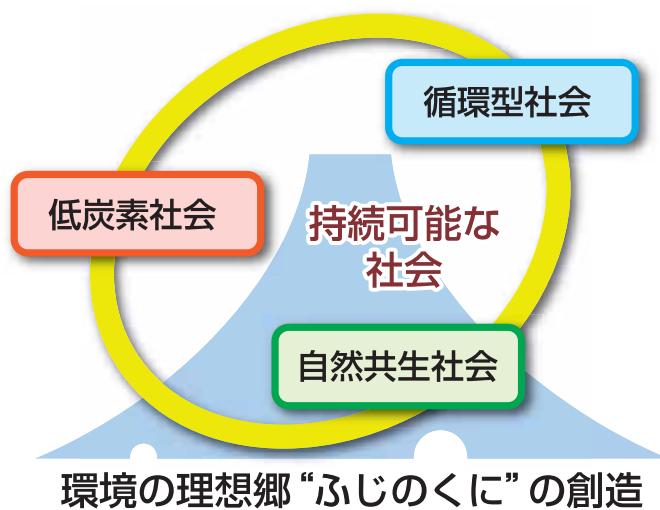 循環型社会
低炭素社会
持続可能な
社会
自然共生社会
環境の理想郷“ふじのくに”の創造